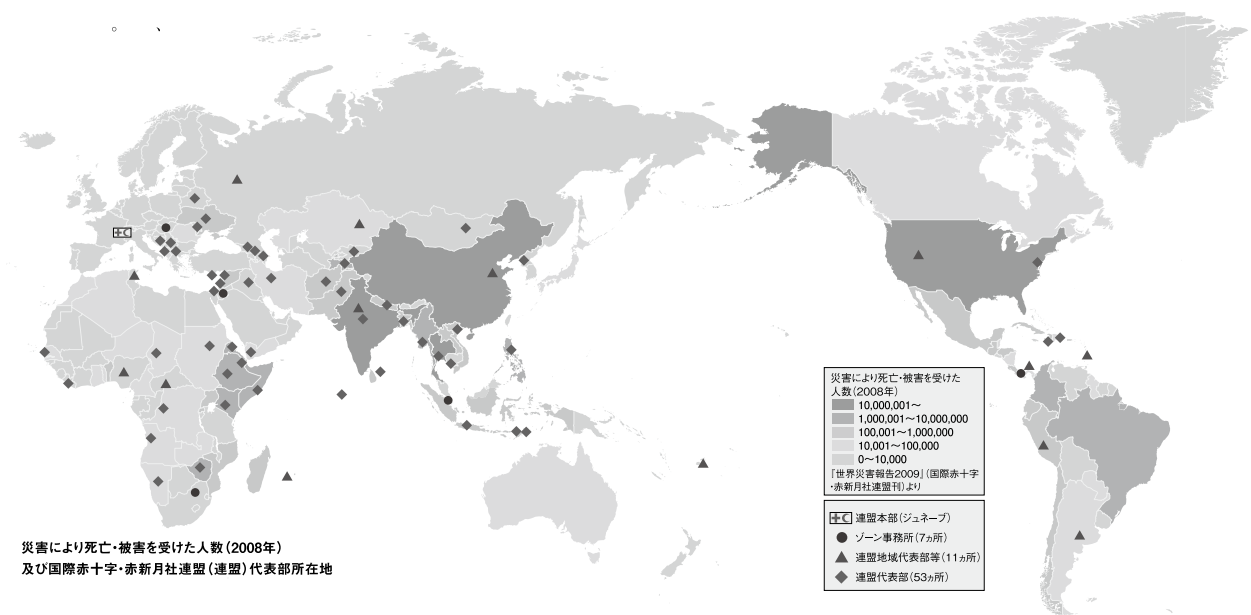 災害により死亡・被害を受けた
人数(2008年)
10,000,001～
1,000,001～10,000,000
100,001～1,000,000
10,001～100,000
0～10,000
『世界災害報告2009』(国際赤十字
・赤新月社連盟刊)より
連盟本部(ジュネーブ)
ゾーン事務所(7ヵ所)
連盟地域代表部等(11ヵ所)
連盟代表部(53ヵ所)
災害により死亡・被害を受けた人数(2008年)
及び国際赤十字・赤新月社連盟(連盟)代表部所在地